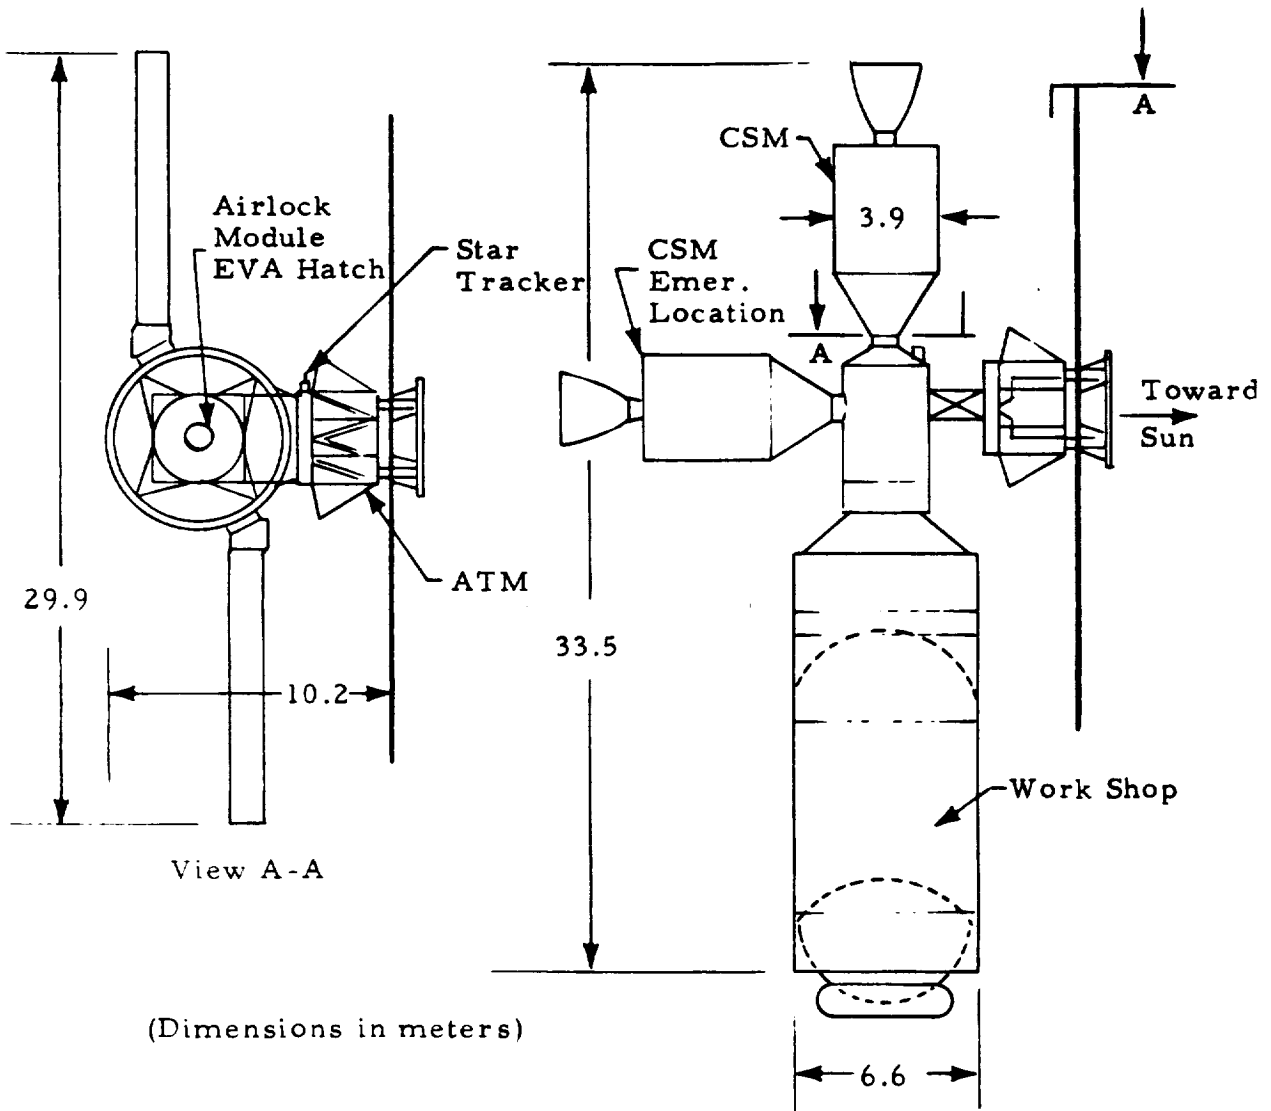 A
CSM
3.9
Airlock
Module
EVA Hatch
Star
Tracker
CSM
Emer.
Location
A
Toward
Sun
ATM
29.9
33.5
10.2
Work Shop
View A-A
(Dimensions in meters)
6.6